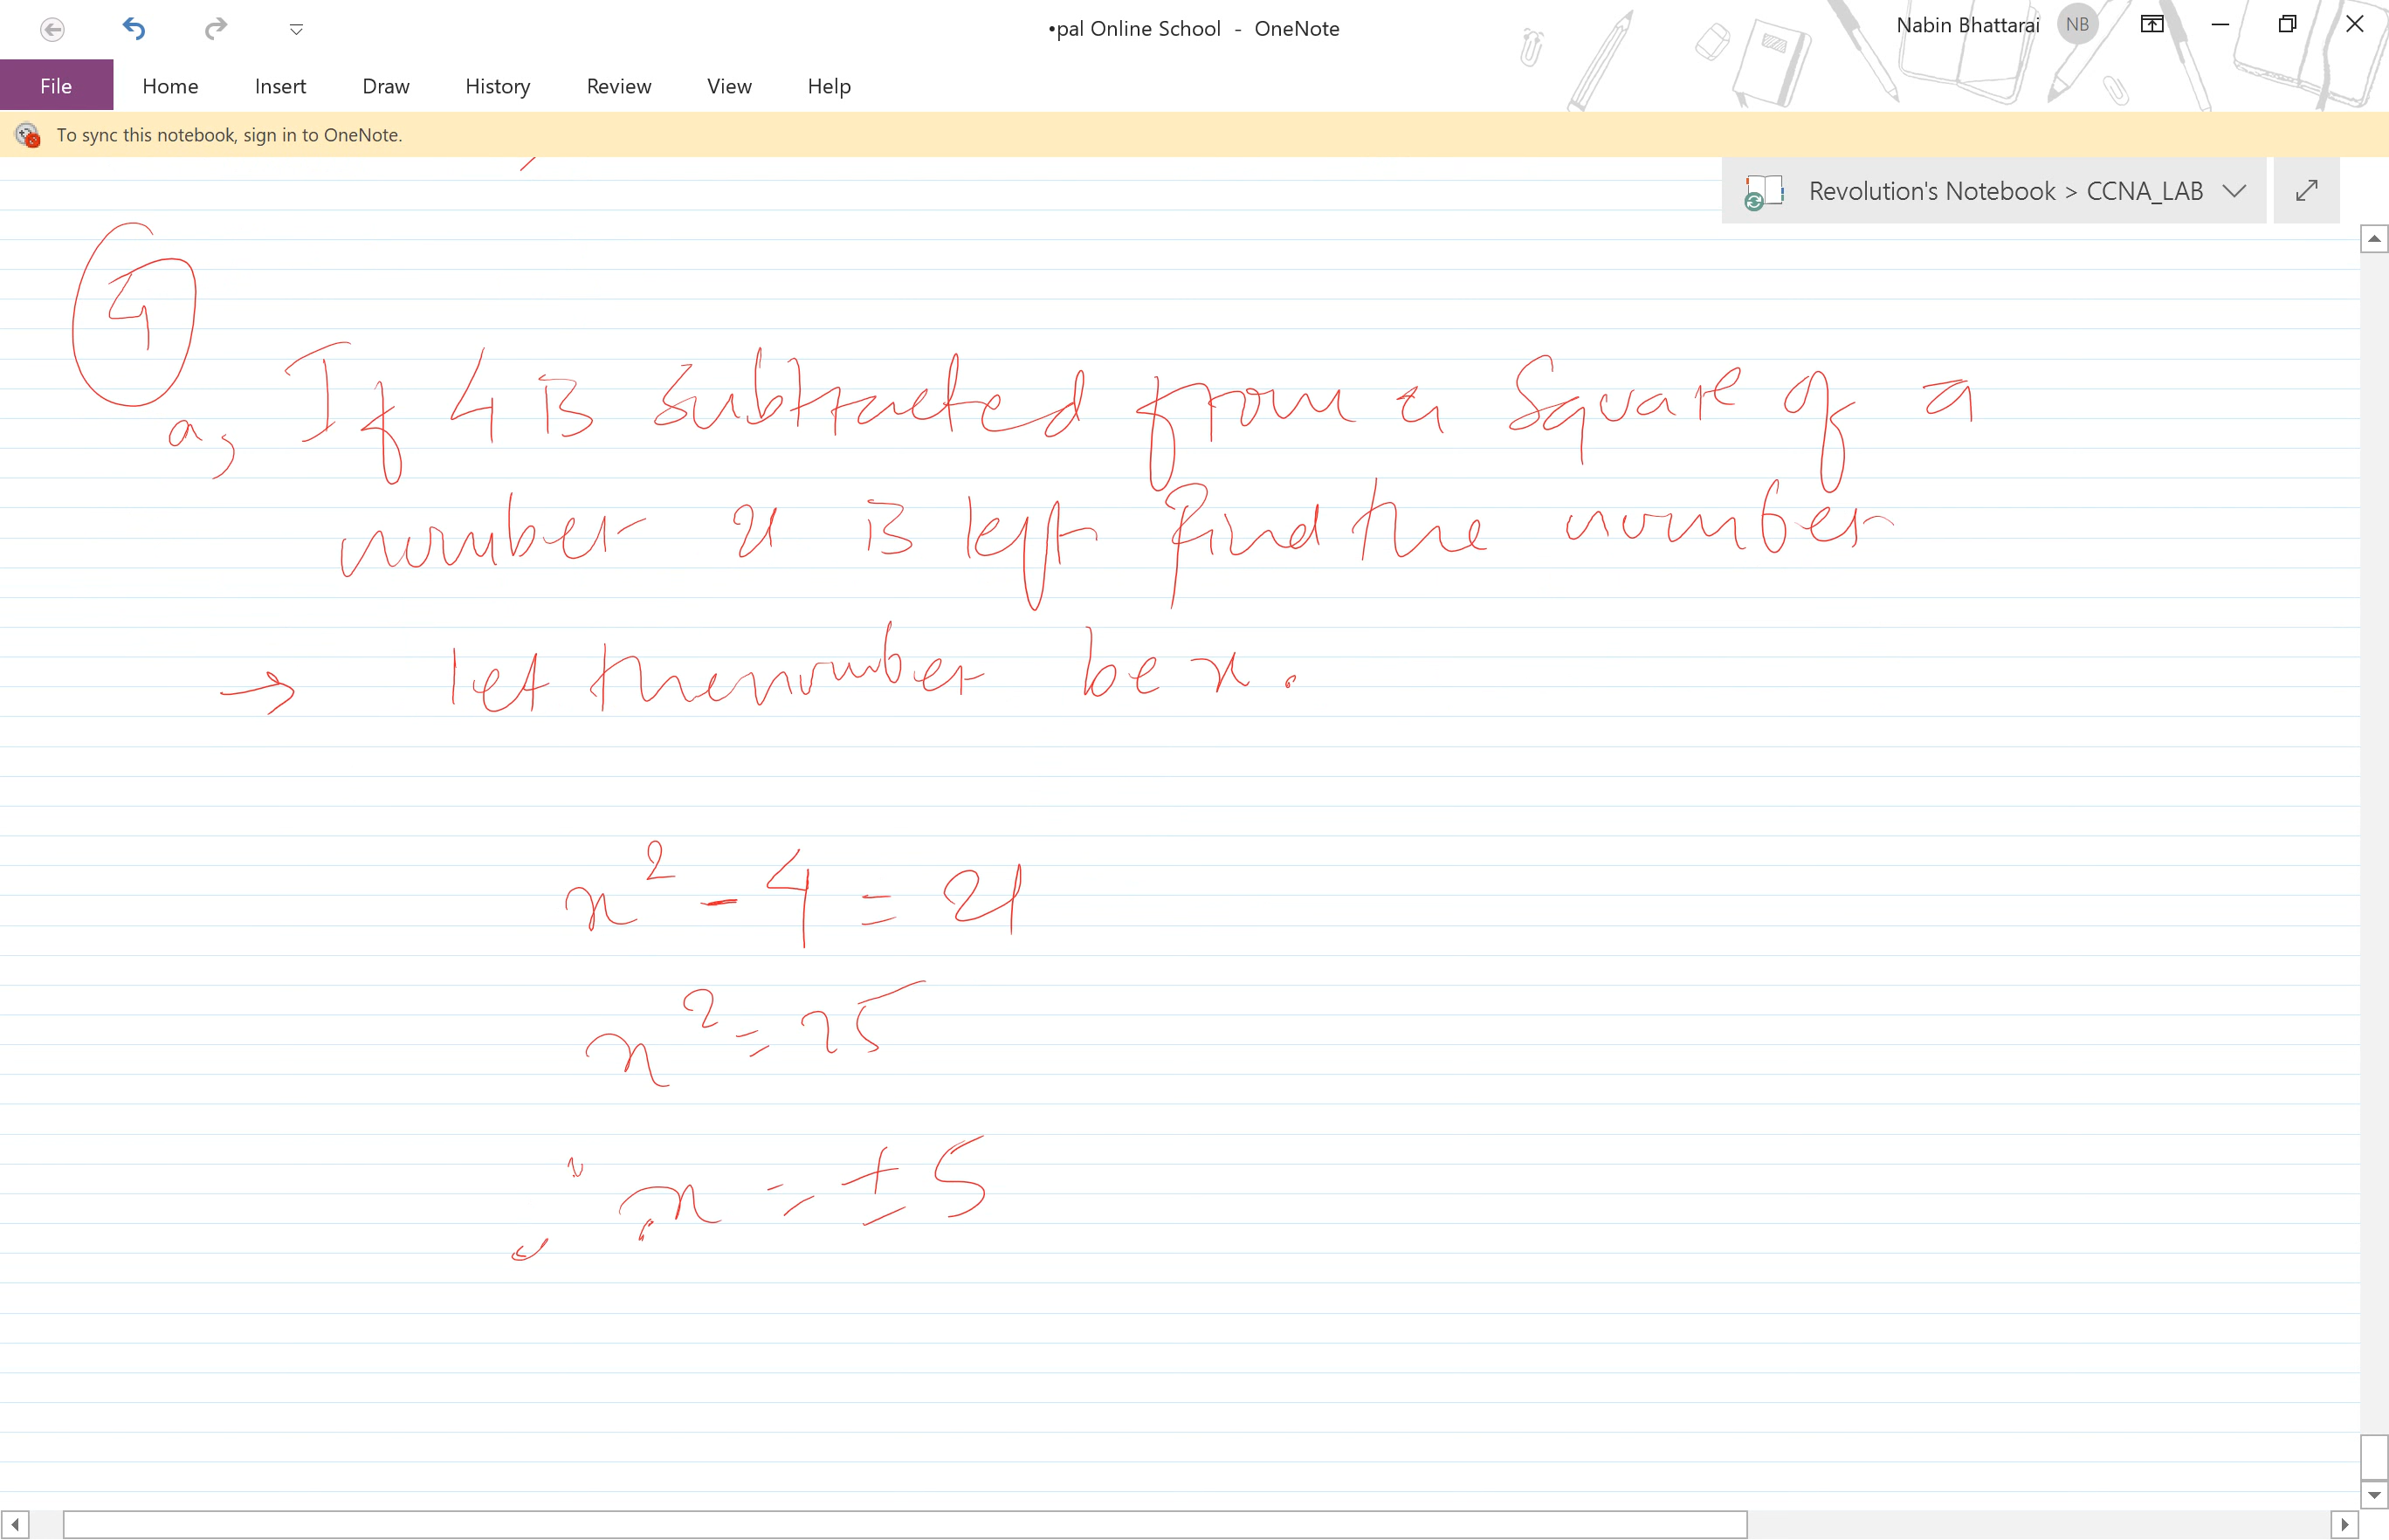 •pal Online School - OneNote
Nabin Bhattarai NB
File Home Insert Draw History Review View Help
To sync this notebook, sign in to OneNote.
Revolution's Notebook > CCNA_LAB
4
a, If 4 is subtracted from a square of a
number 21 is left find the number
→ let the number be x.
x² - 4 = 21
x² = 25
∴ x = ± 5